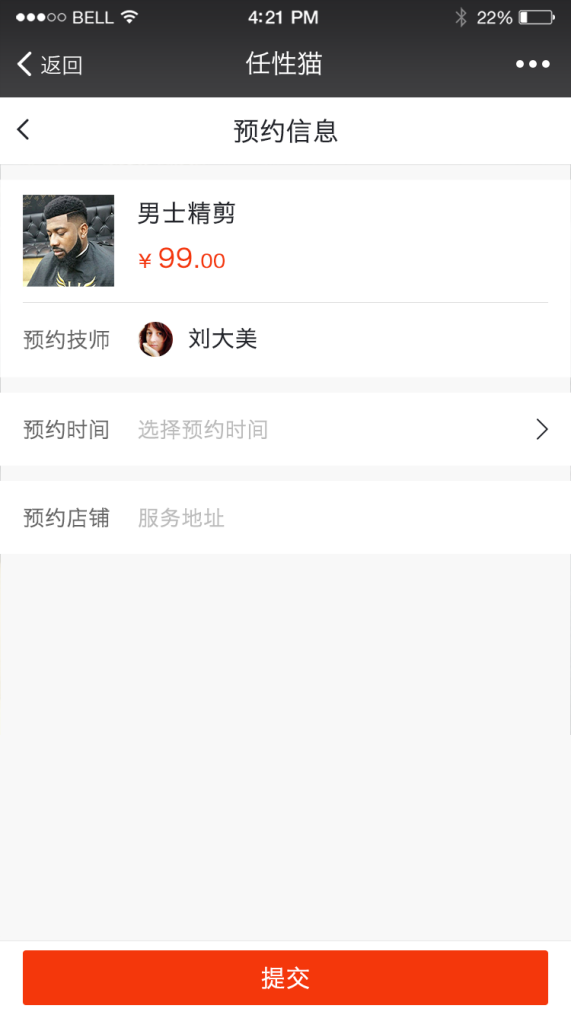 ●●●○○ BELL 4:21 PM 22%
返回 任性猫 •••
预约信息
男士精剪
¥ 99.00
预约技师 刘大美
预约时间 选择预约时间
预约店铺 服务地址
提交